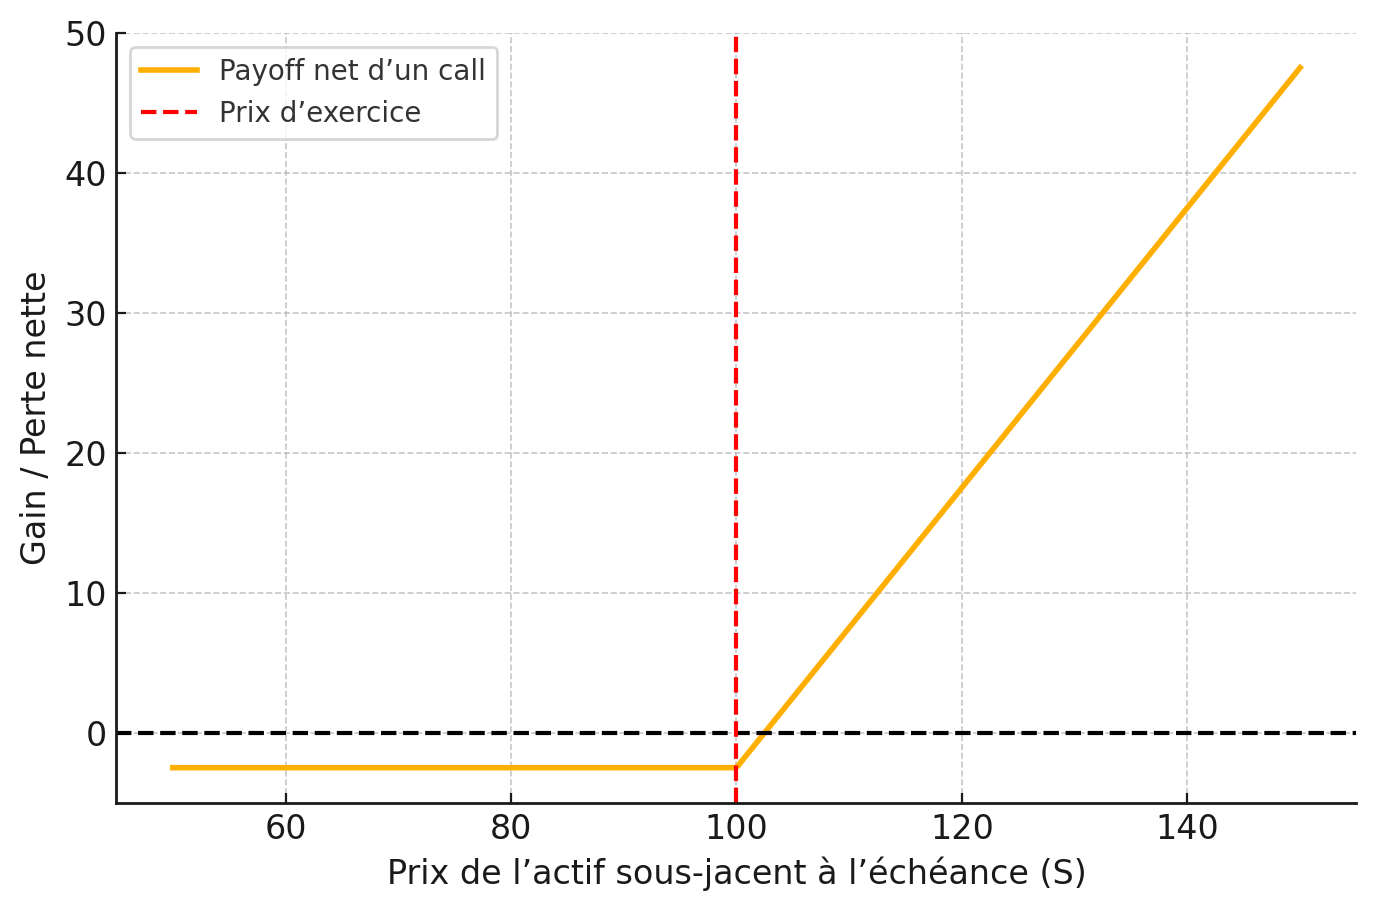 50
Payoff net d’un call
Prix d’exercice
40
30
20
10
0
Gain / Perte nette
60 80 100 120 140
Prix de l’actif sous-jacent à l’échéance (S)